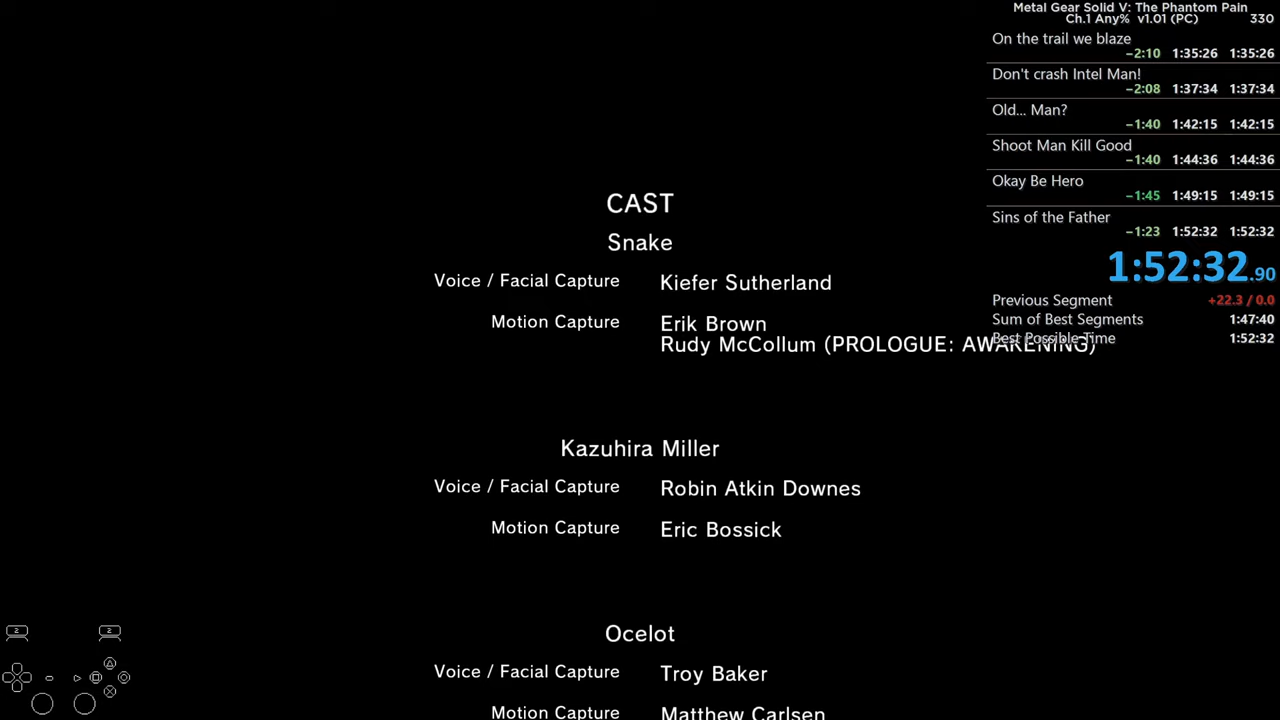 Metal Gear Solid V: The Phantom Pain
Ch.1 Any% v1.01 (PC) 330
On the trail we blaze
−2:10 1:35:26 1:35:26
Don't crash Intel Man!
−2:08 1:37:34 1:37:34
Old... Man?
−1:40 1:42:15 1:42:15
Shoot Man Kill Good
−1:40 1:44:36 1:44:36
Okay Be Hero
−1:45 1:49:15 1:49:15
Sins of the Father
−1:23 1:52:32 1:52:32
1:52:32.90
Previous Segment +22.3 / 0.0
Sum of Best Segments 1:47:40
Best Possible Time 1:52:32
CAST
Snake
Voice / Facial Capture Kiefer Sutherland
Motion Capture Erik Brown
Rudy McCollum (PROLOGUE: AWAKENING)
Kazuhira Miller
Voice / Facial Capture Robin Atkin Downes
Motion Capture Eric Bossick
Ocelot
Voice / Facial Capture Troy Baker
Motion Capture Matthew Carlsen
2 2